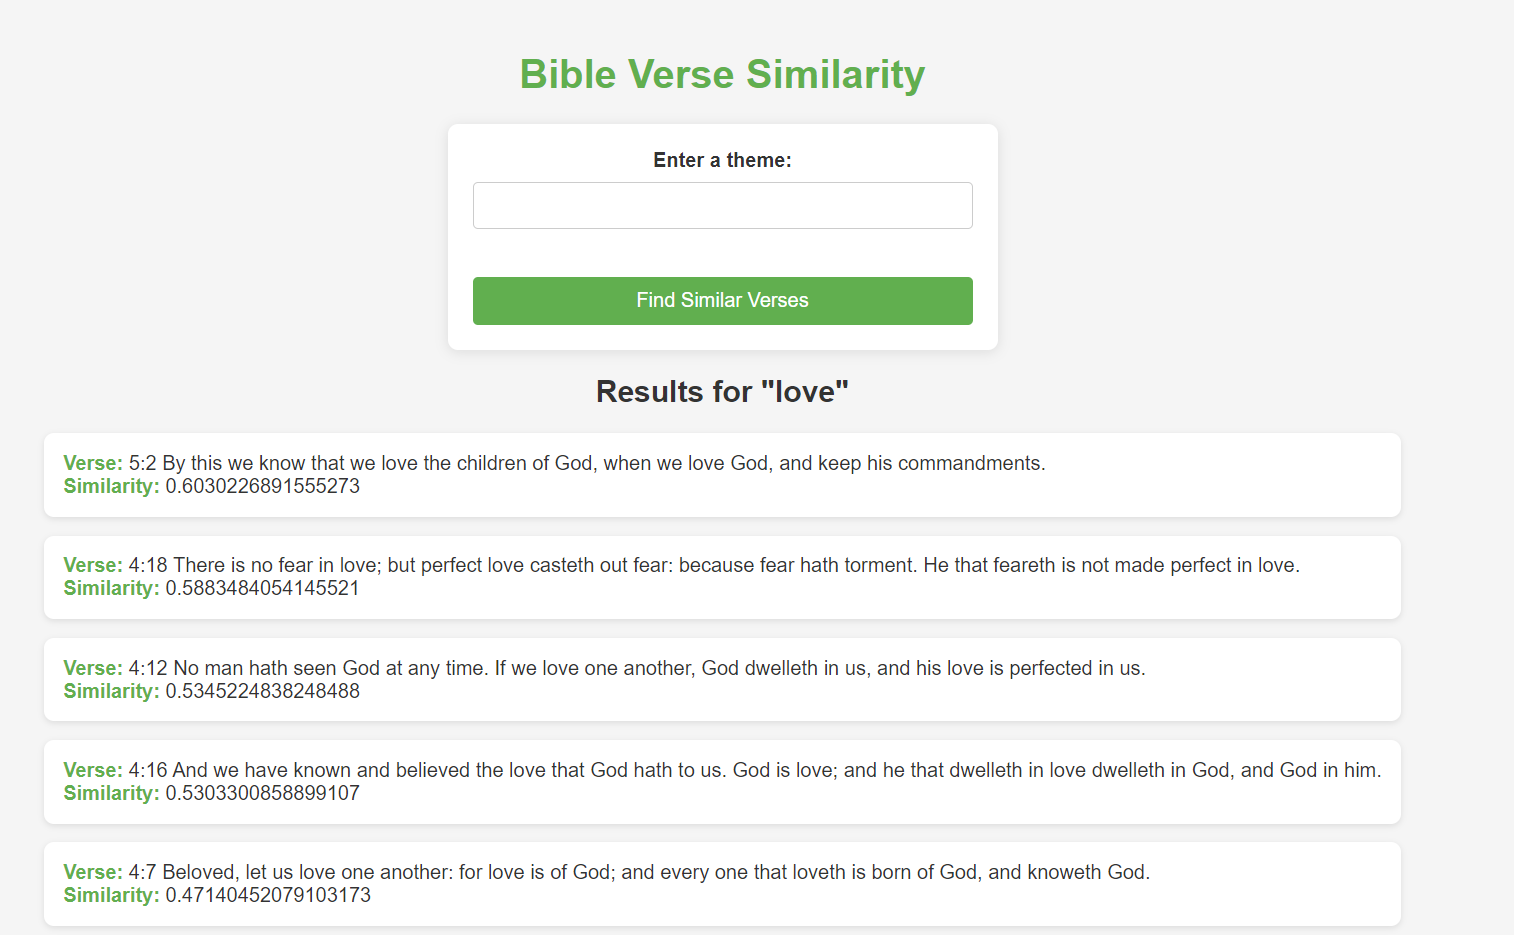 Bible Verse Similarity
Enter a theme:
Find Similar Verses
Results for "love"
Verse: 5:2 By this we know that we love the children of God, when we love God, and keep his commandments.
Similarity: 0.6030226891555273
Verse: 4:18 There is no fear in love; but perfect love casteth out fear: because fear hath torment. He that feareth is not made perfect in love.
Similarity: 0.5883484054145521
Verse: 4:12 No man hath seen God at any time. If we love one another, God dwelleth in us, and his love is perfected in us.
Similarity: 0.5345224838248488
Verse: 4:16 And we have known and believed the love that God hath to us. God is love; and he that dwelleth in love dwelleth in God, and God in him.
Similarity: 0.5303300858899107
Verse: 4:7 Beloved, let us love one another: for love is of God; and every one that loveth is born of God, and knoweth God.
Similarity: 0.47140452079103173